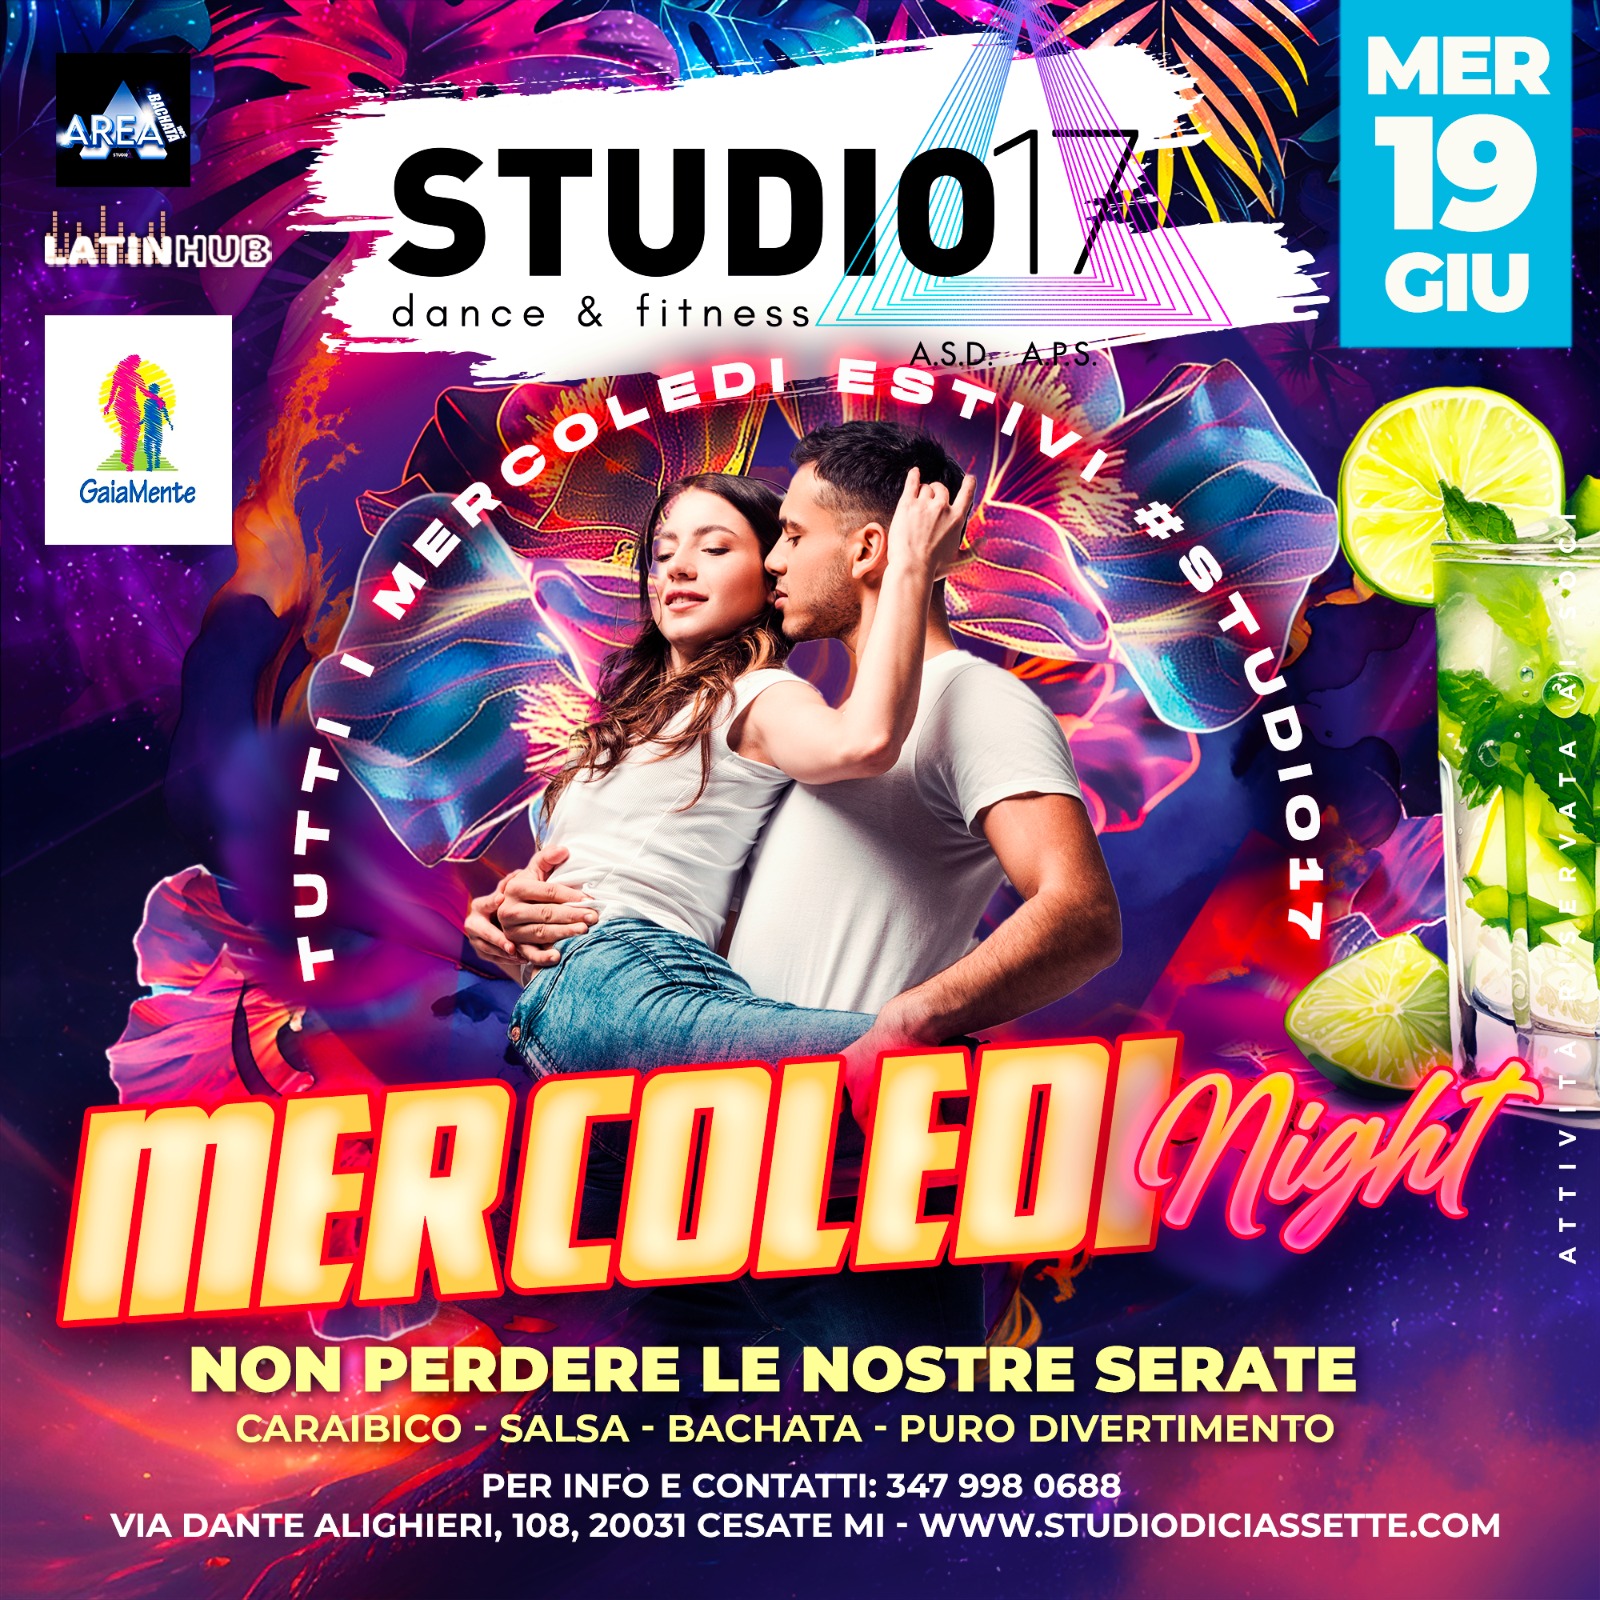 MER
19
GIU
AREA
BACHATA
STUDIO
LATINHUB
GaiaMente
STUDIO17
dance & fitness
A.S.D. A.P.S.
TUTTI I MERCOLEDI ESTIVI #STUDIO17
ATTIVITA RISERVATA AI SOCI
MERCOLEDI Night
NON PERDERE LE NOSTRE SERATE
CARAIBICO - SALSA - BACHATA - PURO DIVERTIMENTO
PER INFO E CONTATTI: 347 998 0688
VIA DANTE ALIGHIERI, 108, 20031 CESATE MI - WWW.STUDIODICIASSETTE.COM